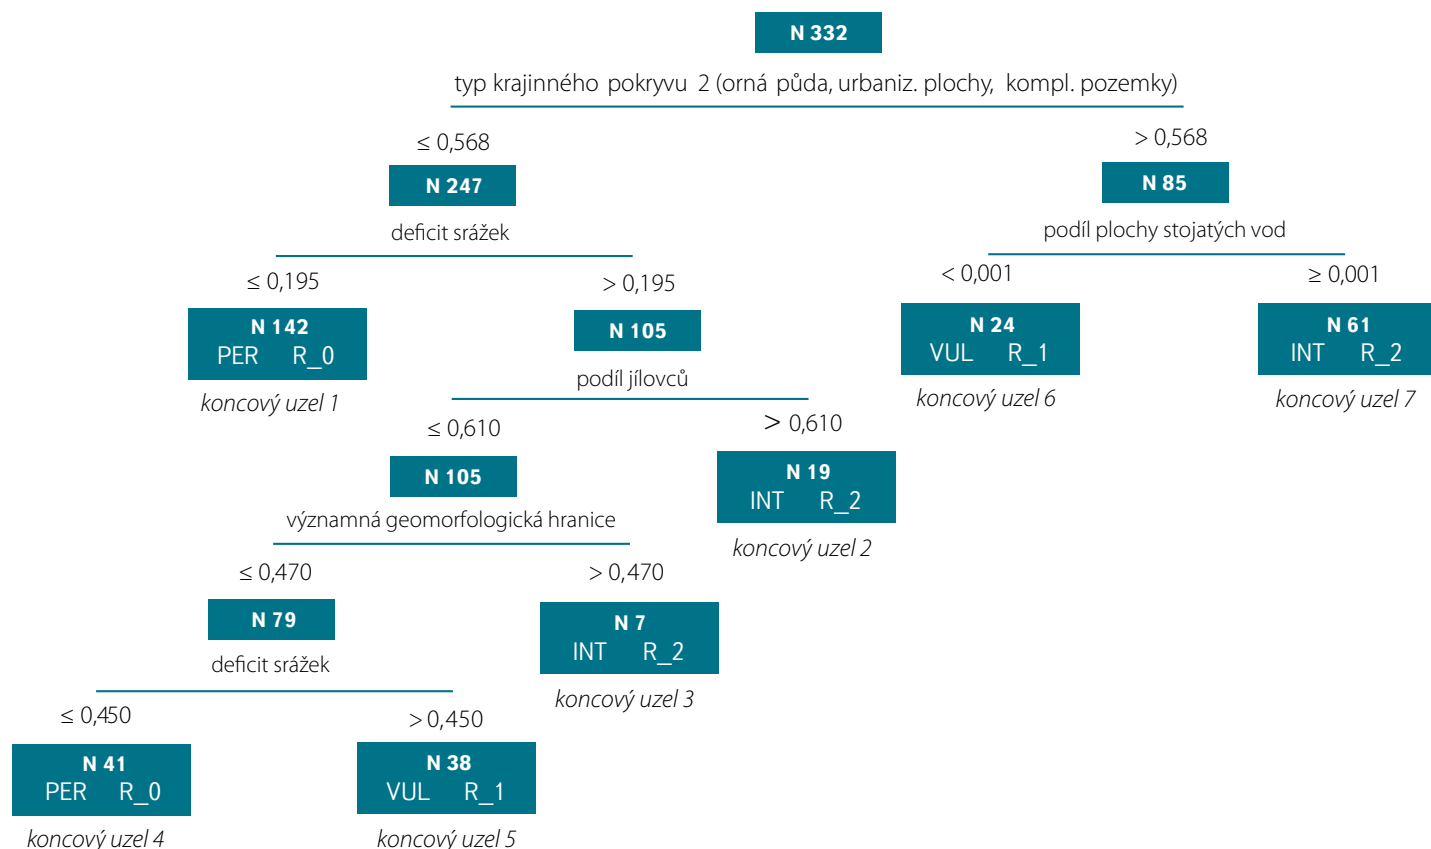 N 332
typ krajinného pokryvu 2 (orná půda, urbaniz. plochy, kompl. pozemky)
≤ 0,568
> 0,568
N 247
N 85
deficit srážek
podíl plochy stojatých vod
≤ 0,195
> 0,195
< 0,001
≥ 0,001
N 142
PER R_0
koncový uzel 1
N 105
N 24
VUL R_1
koncový uzel 6
N 61
INT R_2
koncový uzel 7
podíl jílovců
≤ 0,610
> 0,610
N 105
N 19
INT R_2
koncový uzel 2
významná geomorfologická hranice
≤ 0,470
> 0,470
N 79
N 7
INT R_2
koncový uzel 3
deficit srážek
≤ 0,450
> 0,450
N 41
PER R_0
koncový uzel 4
N 38
VUL R_1
koncový uzel 5